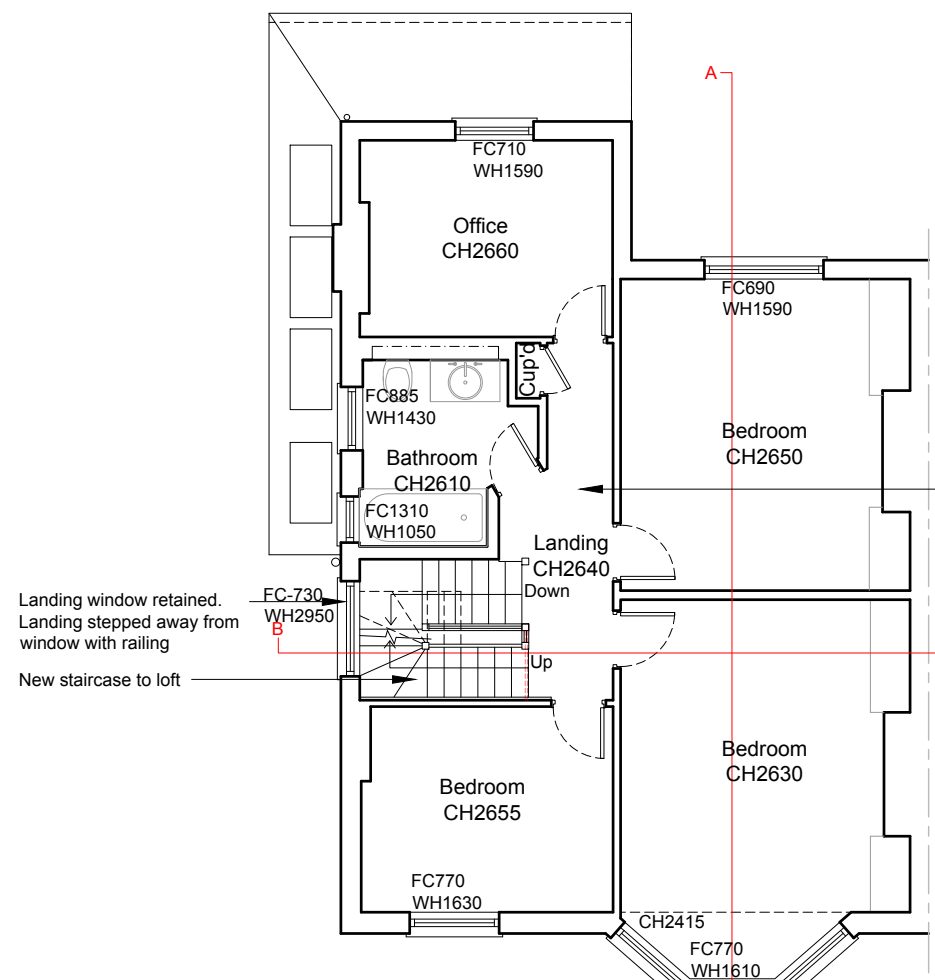 A
FC710
WH1590
Office
CH2660
FC690
WH1590
Cup'd
FC885
WH1430
Bathroom
CH2610
Bedroom
CH2650
FC1310
WH1050
Landing
CH2640
Down
Landing window retained.
Landing stepped away from
window with railing
FC-730
WH2950
B
Up
New staircase to loft
Bedroom
CH2655
Bedroom
CH2630
FC770
WH1630
CH2415
FC770
WH1610